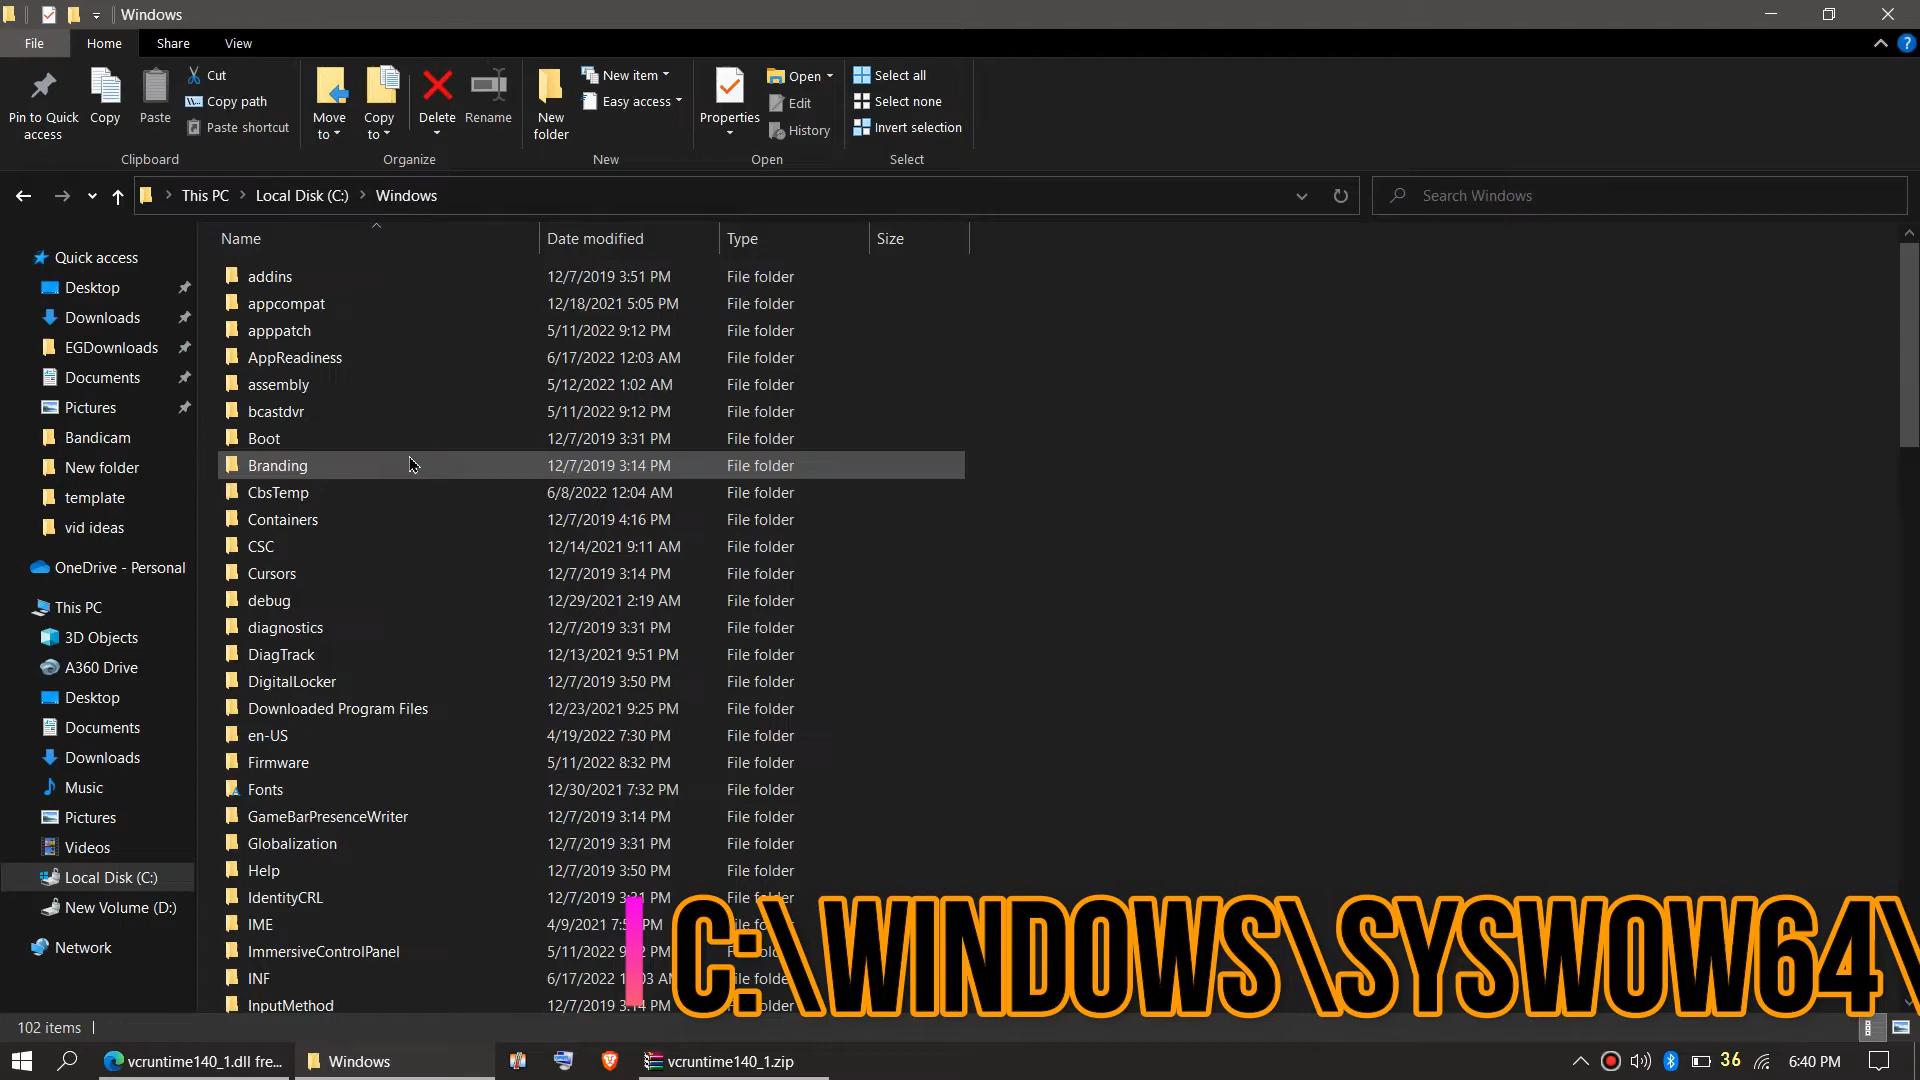 Windows
File Home Share View
Pin to Quick access
Copy
Paste
Cut
Copy path
Paste shortcut
Clipboard
Move to
Copy to
Delete
Rename
Organize
New folder
New item
Easy access
New
Properties
Open
Edit
History
Open
Select all
Select none
Invert selection
Select
This PC Local Disk (C:) Windows
Search Windows
Quick access
Desktop
Downloads
EGDownloads
Documents
Pictures
Bandicam
New folder
template
vid ideas
OneDrive - Personal
This PC
3D Objects
A360 Drive
Desktop
Documents
Downloads
Music
Pictures
Videos
Local Disk (C:)
New Volume (D:)
Network
Name Date modified Type Size
addins 12/7/2019 3:51 PM File folder
appcompat 12/18/2021 5:05 PM File folder
apppatch 5/11/2022 9:12 PM File folder
AppReadiness 6/17/2022 12:03 AM File folder
assembly 5/12/2022 1:02 AM File folder
bcastdvr 5/11/2022 9:12 PM File folder
Boot 12/7/2019 3:31 PM File folder
Branding 12/7/2019 3:14 PM File folder
CbsTemp 6/8/2022 12:04 AM File folder
Containers 12/7/2019 4:16 PM File folder
CSC 12/14/2021 9:11 AM File folder
Cursors 12/7/2019 3:14 PM File folder
debug 12/29/2021 2:19 AM File folder
diagnostics 12/7/2019 3:31 PM File folder
DiagTrack 12/13/2021 9:51 PM File folder
DigitalLocker 12/7/2019 3:50 PM File folder
Downloaded Program Files 12/23/2021 9:25 PM File folder
en-US 4/19/2022 7:30 PM File folder
Firmware 5/11/2022 8:32 PM File folder
Fonts 12/30/2021 7:32 PM File folder
GameBarPresenceWriter 12/7/2019 3:14 PM File folder
Globalization 12/7/2019 3:31 PM File folder
Help 12/7/2019 3:50 PM File folder
IdentityCRL 12/7/2019
IME 4/9/2021 PM
ImmersiveControlPanel 5/11/2022 PM
INF 6/17/2022
InputMethod 12/7/2019 PM
C:\WINDOWS\SYSWOW64\
102 items
vcruntime140_1.dll fre...
Windows
vcruntime140_1.zip
36
6:40 PM